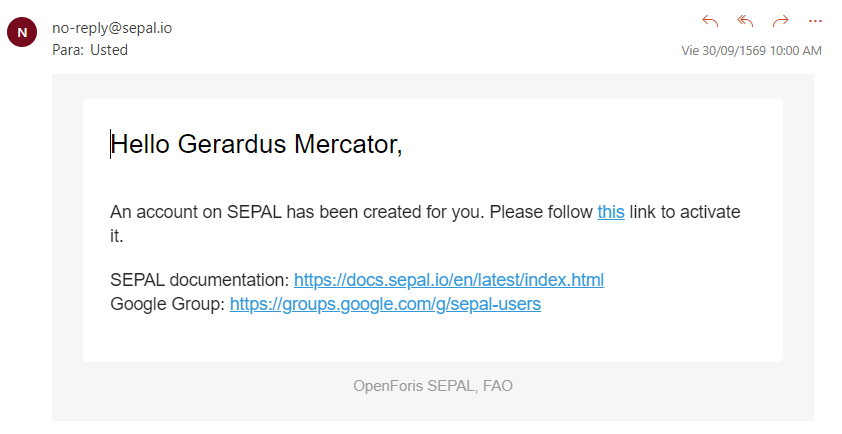 N
no-reply@sepal.io
Para: Usted
Vie 30/09/1569 10:00 AM
Hello Gerardus Mercator,
An account on SEPAL has been created for you. Please follow this link to activate
it.
SEPAL documentation: https://docs.sepal.io/en/latest/index.html
Google Group: https://groups.google.com/g/sepal-users
OpenForis SEPAL, FAO